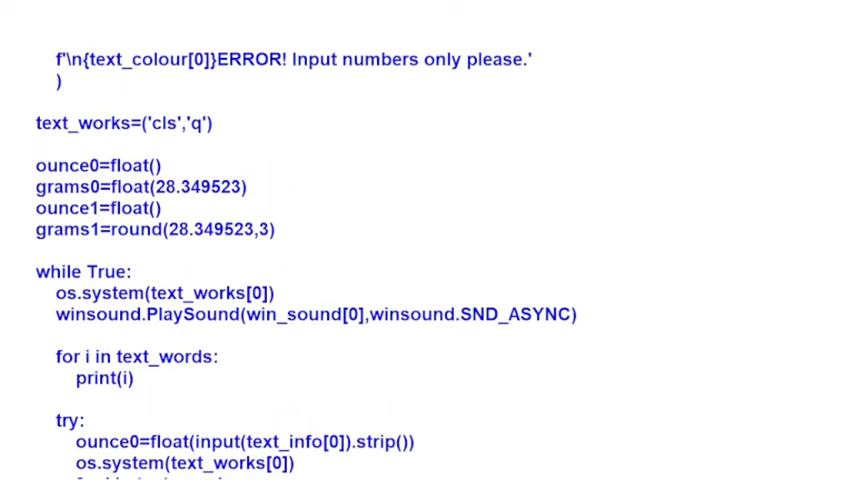 f'\n{text_colour[0]}ERROR! Input numbers only please.'
)
text_works=('cls','q')
ounce0=float()
grams0=float(28.349523)
ounce1=float()
grams1=round(28.349523,3)
while True:
os.system(text_works[0])
winsound.PlaySound(win_sound[0],winsound.SND_ASYNC)
for i in text_words:
print(i)
try:
ounce0=float(input(text_info[0]).strip())
os.system(text_works[0])